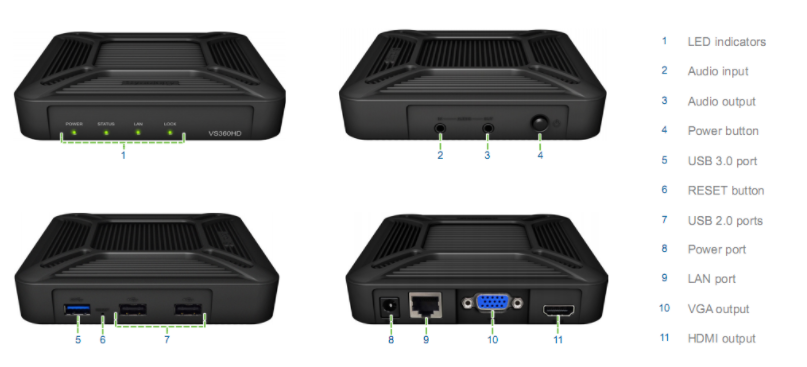 POWER STATUS LAN LOCK
VS360HD
1
2 3 4
5 6 7
8 9 10 11
1 LED indicators
2 Audio input
3 Audio output
4 Power button
5 USB 3.0 port
6 RESET button
7 USB 2.0 ports
8 Power port
9 LAN port
10 VGA output
11 HDMI output